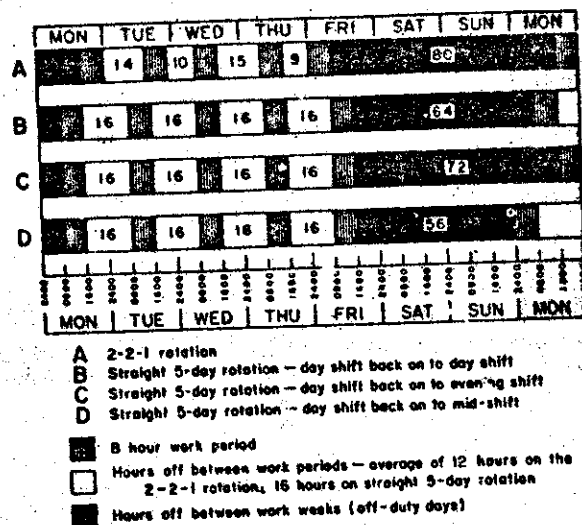 MON TUE WED THU FRI SAT SUN MON
A 14 10 15 9 80
B 16 16 16 16 64
C 16 16 16 16 72
D 16 16 16 16 56
MON TUE WED THU FRI SAT SUN MON
A 2-2-1 rotation
B Straight 5-day rotation — day shift back on to day shift
C Straight 5-day rotation — day shift back on to evening shift
D Straight 5-day rotation — day shift back on to mid-shift
8 hour work period
Hours off between work periods — average of 12 hours on the
2-2-1 rotation, 16 hours on straight 5-day rotation
Hours off between work weeks (off-duty days)